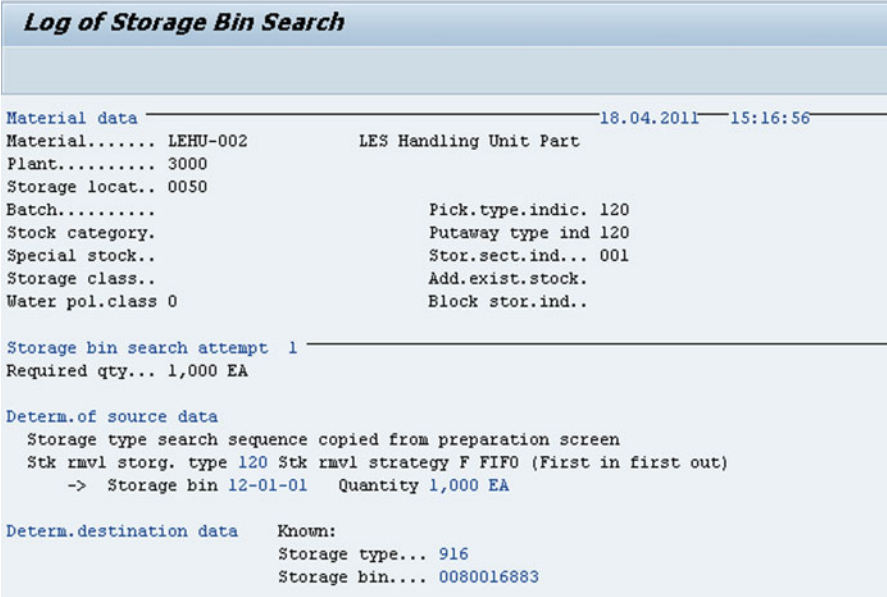 Log of Storage Bin Search
Material data 18.04.2011 15:16:56
Material....... LEHU-002 LES Handling Unit Part
Plant.......... 3000
Storage locat.. 0050
Batch.......... Pick.type.indic. 120
Stock category. Putaway type ind 120
Special stock.. Stor.sect.ind... 001
Storage class.. Add.exist.stock.
Water pol.class 0 Block stor.ind..
Storage bin search attempt 1
Required qty... 1,000 EA
Determ.of source data
Storage type search sequence copied from preparation screen
Stk rmvl storg. type 120 Stk rmvl strategy F FIFO (First in first out)
-> Storage bin 12-01-01 Quantity 1,000 EA
Determ.destination data Known:
Storage type... 916
Storage bin.... 0080016883